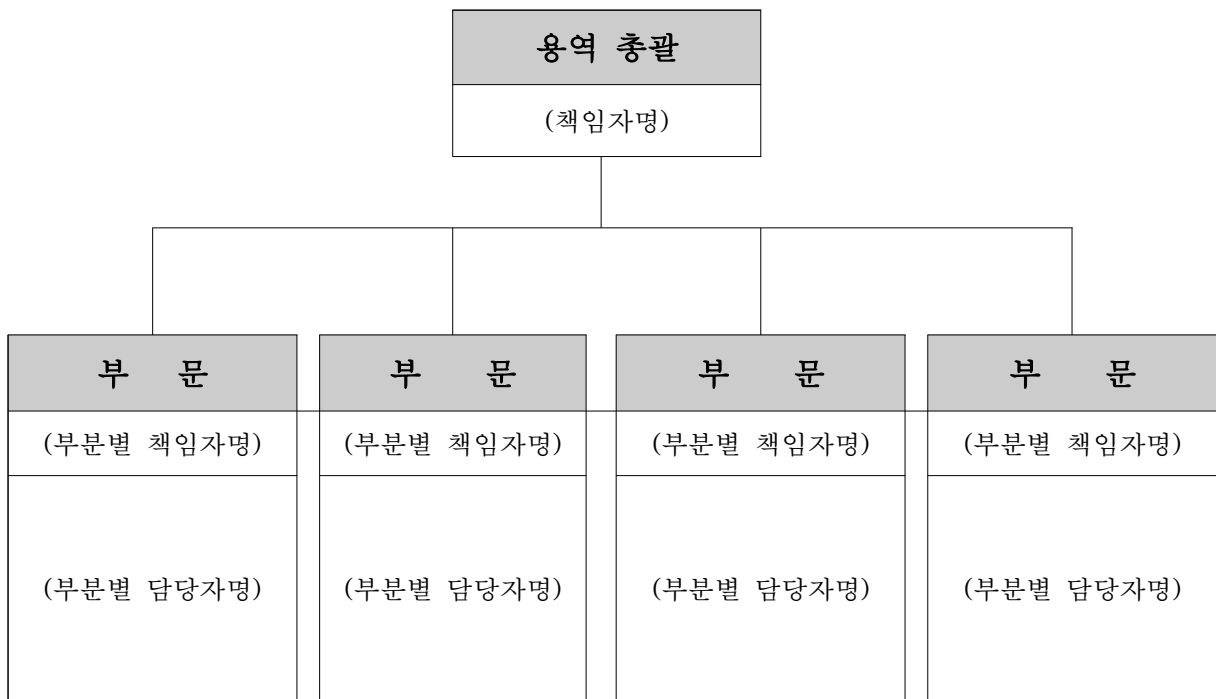 용역 총괄
(책임자명)
부 문 부 문 부 문 부 문
(부분별 책임자명) (부분별 책임자명) (부분별 책임자명) (부분별 책임자명)
(부분별 담당자명) (부분별 담당자명) (부분별 담당자명) (부분별 담당자명)